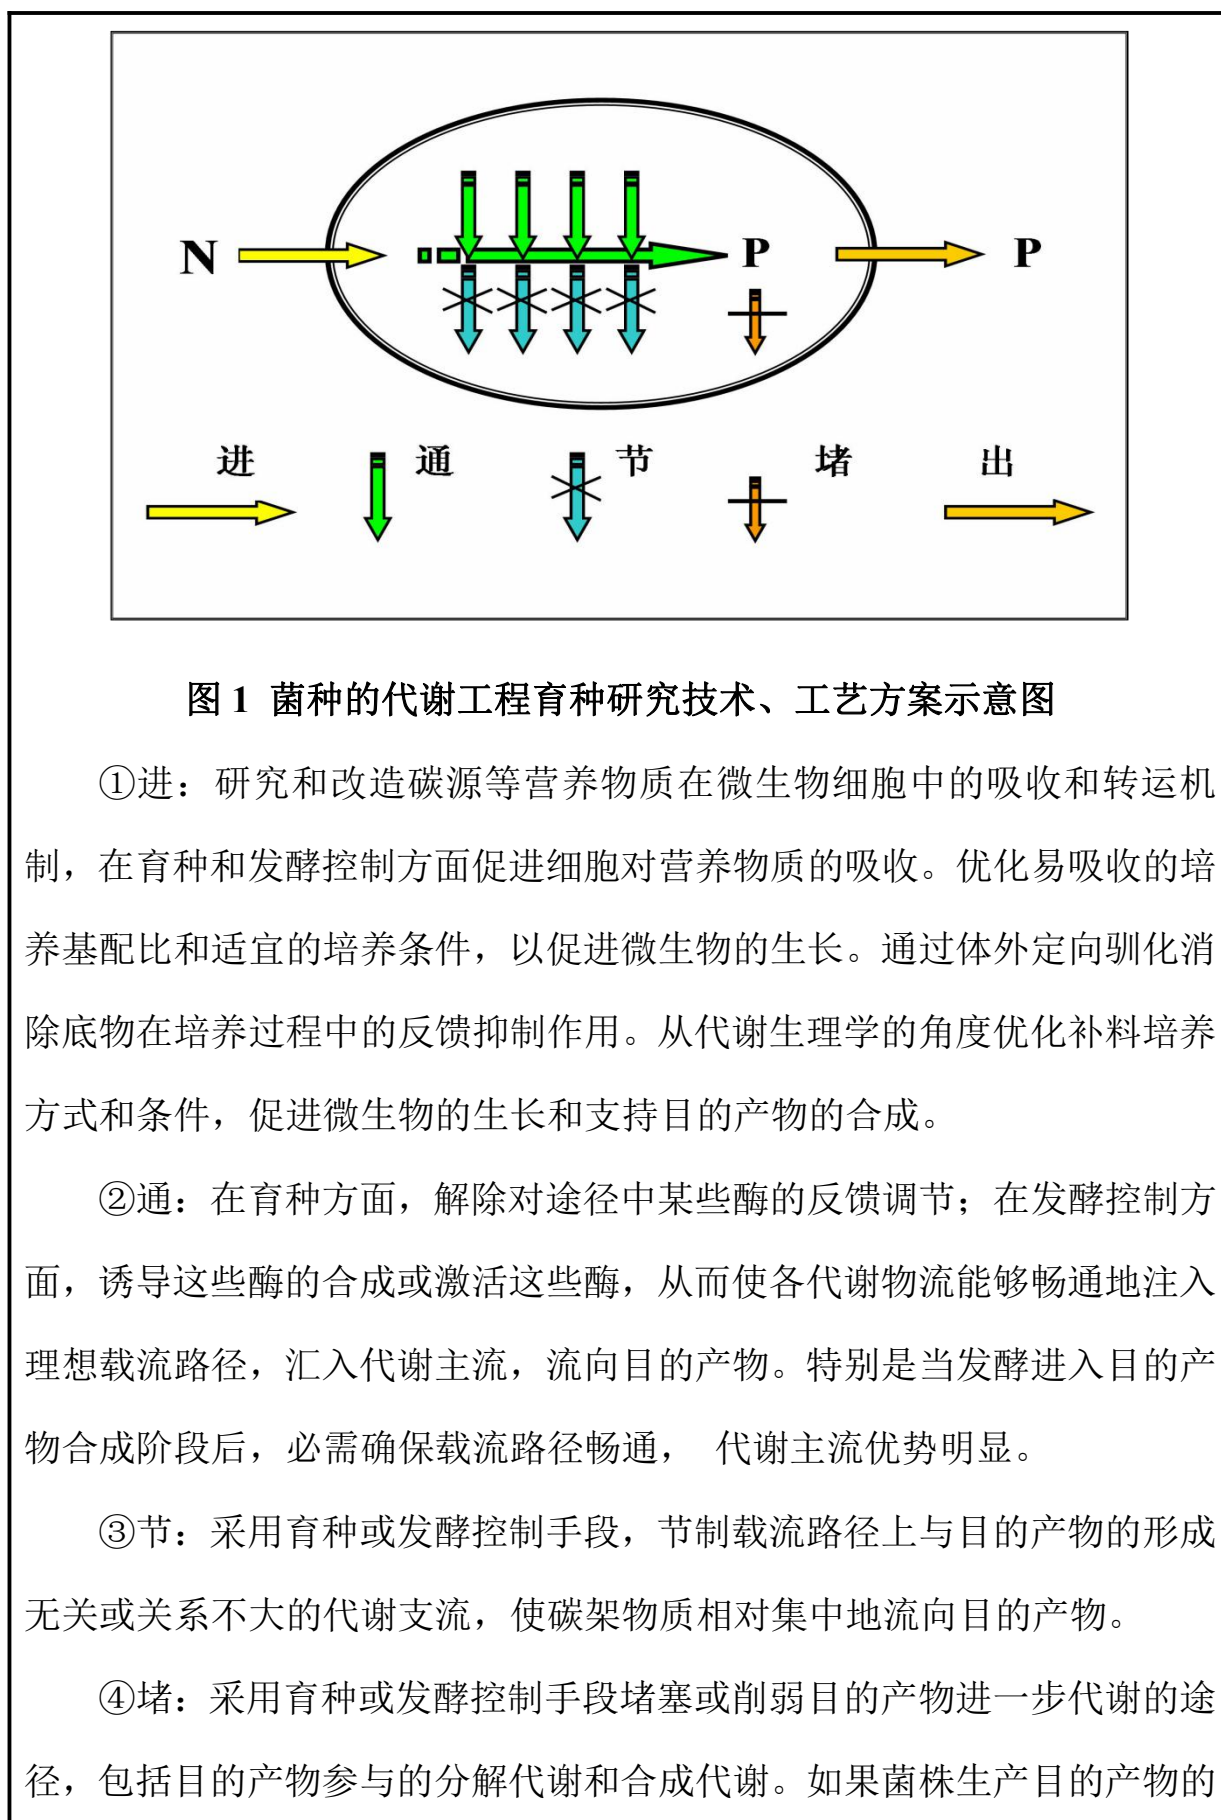 N
P
P
进
通
节
堵
出
图 1 菌种的代谢工程育种研究技术、工艺方案示意图
①进：研究和改造碳源等营养物质在微生物细胞中的吸收和转运机
制，在育种和发酵控制方面促进细胞对营养物质的吸收。优化易吸收的培
养基配比和适宜的培养条件，以促进微生物的生长。通过体外定向驯化消
除底物在培养过程中的反馈抑制作用。从代谢生理学的角度优化补料培养
方式和条件，促进微生物的生长和支持目的产物的合成。
②通：在育种方面，解除对途径中某些酶的反馈调节；在发酵控制方
面，诱导这些酶的合成或激活这些酶，从而使各代谢物流能够畅通地注入
理想载流路径，汇入代谢主流，流向目的产物。特别是当发酵进入目的产
物合成阶段后，必需确保载流路径畅通， 代谢主流优势明显。
③节：采用育种或发酵控制手段，节制载流路径上与目的产物的形成
无关或关系不大的代谢支流，使碳架物质相对集中地流向目的产物。
④堵：采用育种或发酵控制手段堵塞或削弱目的产物进一步代谢的途
径，包括目的产物参与的分解代谢和合成代谢。如果菌株生产目的产物的